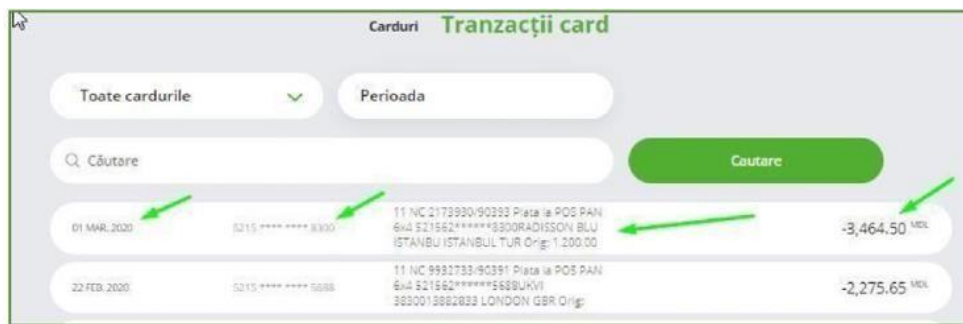 Carduri Tranzacții card
Toate cardurile
Perioada
Căutare
Cautare
01 MAR. 2020
5215 **** **** 8300
11 NC 2173930/90393 Plata la POS PAN
6x4 521562******8300RADISSON BLU
ISTANBU ISTANBUL TUR Orig: 1.200.00
-3,464.50 MDL
22 FEB. 2020
5215 **** **** 5688
11 NC 9932733/90391 Plata la POS PAN
6x4 521562******5688UKVI
3830013882833 LONDON GBR Orig:
-2,275.65 MDL